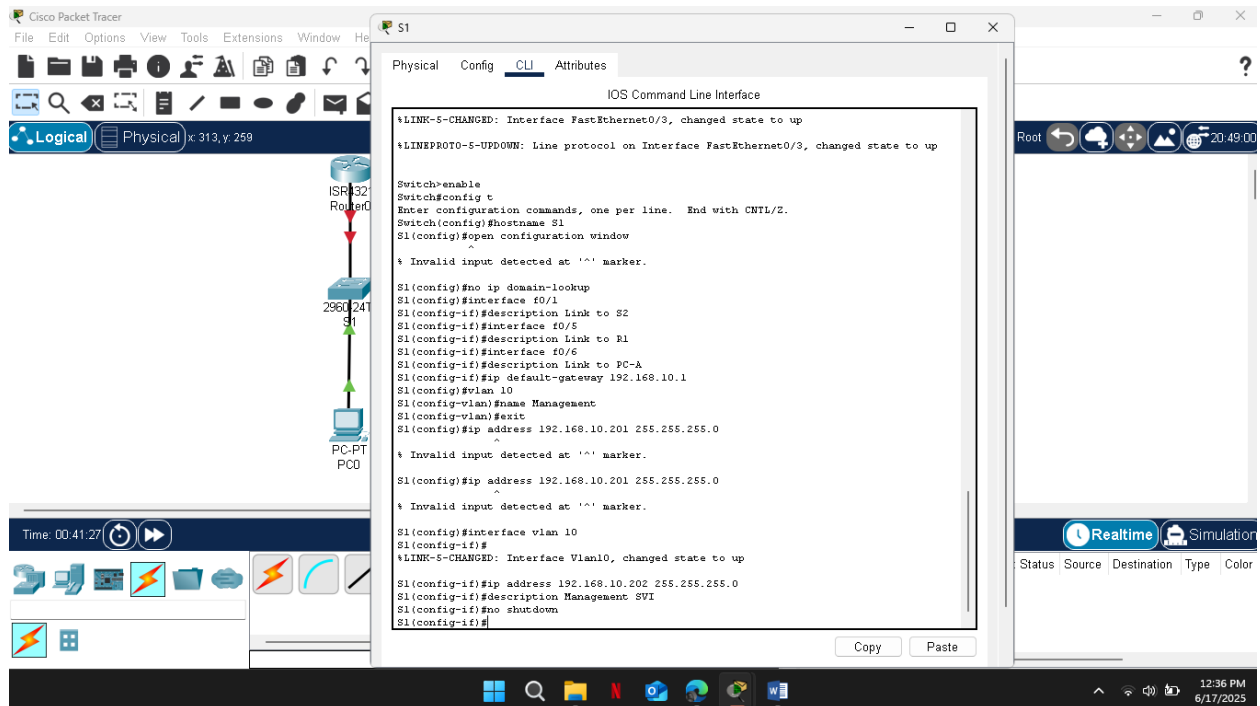 Cisco Packet Tracer
File Edit Options View Tools Extensions Window He
?
Logical
Physical
x: 313, y: 259
Root
20:49:00
ISR432
Router0
2960-24T
S1
PC-PT
PC0
Time: 00:41:27
Realtime
Simulation
Status Source Destination Type Color
S1
Physical Config CLI Attributes
IOS Command Line Interface
%LINK-5-CHANGED: Interface FastEthernet0/3, changed state to up
%LINEPROTO-5-UPDOWN: Line protocol on Interface FastEthernet0/3, changed state to up
Switch>enable
Switch#config t
Enter configuration commands, one per line. End with CNTL/Z.
Switch(config)#hostname S1
S1(config)#open configuration window
^
% Invalid input detected at '^' marker.
S1(config)#no ip domain-lookup
S1(config)#interface f0/1
S1(config-if)#description Link to S2
S1(config-if)#interface f0/5
S1(config-if)#description Link to R1
S1(config-if)#interface f0/6
S1(config-if)#description Link to PC-A
S1(config-if)#ip default-gateway 192.168.10.1
S1(config)#vlan 10
S1(config-vlan)#name Management
S1(config-vlan)#exit
S1(config)#ip address 192.168.10.201 255.255.255.0
^
% Invalid input detected at '^' marker.
S1(config)#ip address 192.168.10.201 255.255.255.0
^
% Invalid input detected at '^' marker.
S1(config)#interface vlan 10
S1(config-if)#
%LINK-5-CHANGED: Interface Vlan10, changed state to up
S1(config-if)#ip address 192.168.10.202 255.255.255.0
S1(config-if)#description Management SVI
S1(config-if)#no shutdown
S1(config-if)#
Copy Paste
12:36 PM
6/17/2025